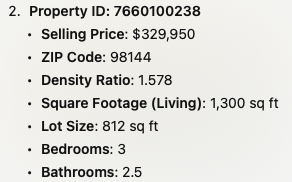 2. Property ID: 7660100238
• Selling Price: $329,950
• ZIP Code: 98144
• Density Ratio: 1.578
• Square Footage (Living): 1,300 sq ft
• Lot Size: 812 sq ft
• Bedrooms: 3
• Bathrooms: 2.5